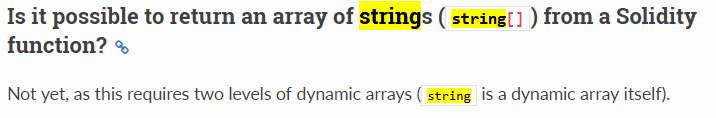 Is it possible to return an array of strings ( string[] ) from a Solidity
function?
Not yet, as this requires two levels of dynamic arrays ( string is a dynamic array itself).